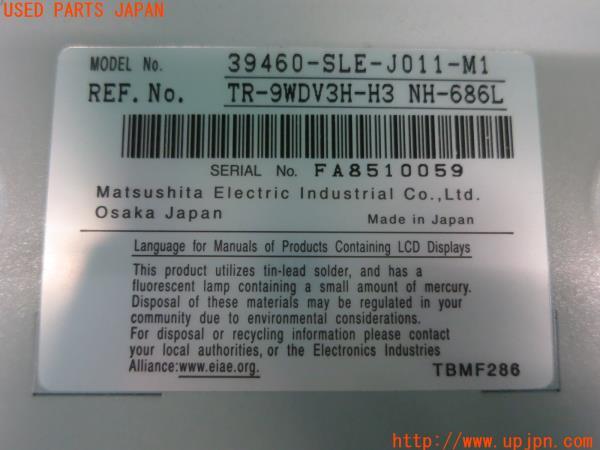 USED PARTS JAPAN
MODEL No. 39460-SLE-J011-M1
REF. No. TR-9WDV3H-H3 NH-686L
SERIAL No. FA8510059
Matsushita Electric Industrial Co.,Ltd.
Osaka Japan Made in Japan
Language for Manuals of Products Containing LCD Displays
This product utilizes tin-lead solder, and has a
fluorescent lamp containing a small amount of mercury.
Disposal of these materials may be regulated in your
community due to environmental considerations.
For disposal or recycling information please contact
your local authorities, or the Electronics Industries
Alliance:www.eiae.org.
TBMF286
http://www.upjpn.com/